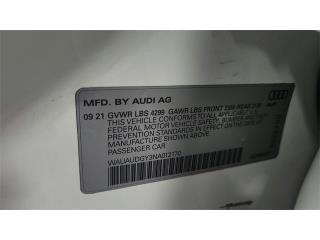 MFD. BY AUDI AG
09 21 GVWR LBS 4299 GAWR LBS FRONT REAR
THIS VEHICLE CONFORMS TO ALL APPLICABLE U.S.
FEDERAL MOTOR VEHICLE SAFETY, BUMPER AND THEFT
PREVENTION STANDARDS IN EFFECT ON THE DATE OF
MANUFACTURE SHOWN ABOVE
PASSENGER CAR
WAUAUDGY3NA012170